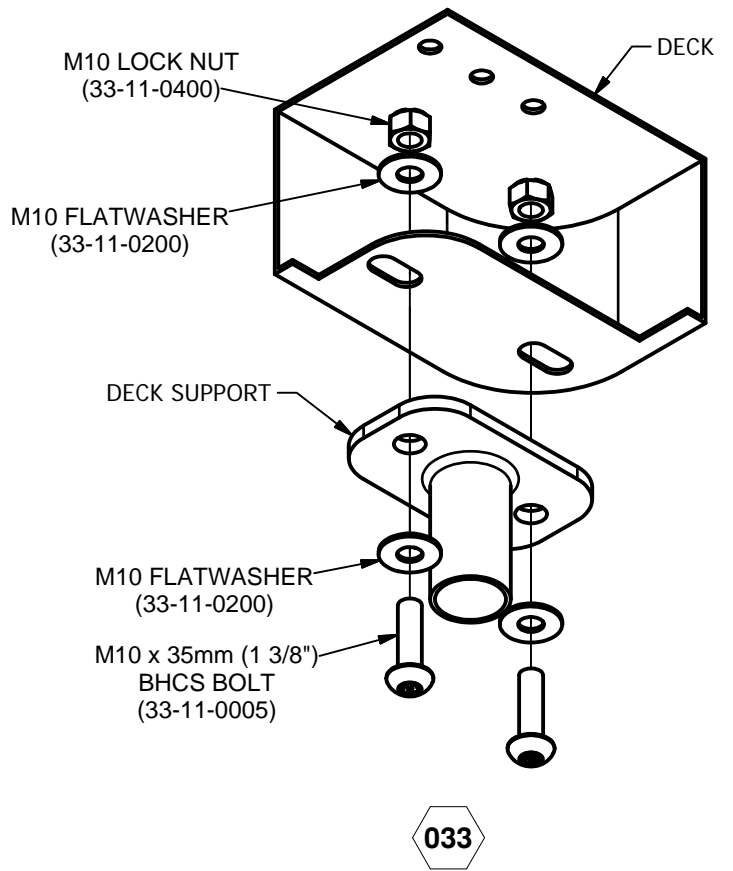 DECK
M10 LOCK NUT
(33-11-0400)
M10 FLATWASHER
(33-11-0200)
DECK SUPPORT
M10 FLATWASHER
(33-11-0200)
M10 x 35mm (1 3/8")
BHCS BOLT
(33-11-0005)
033